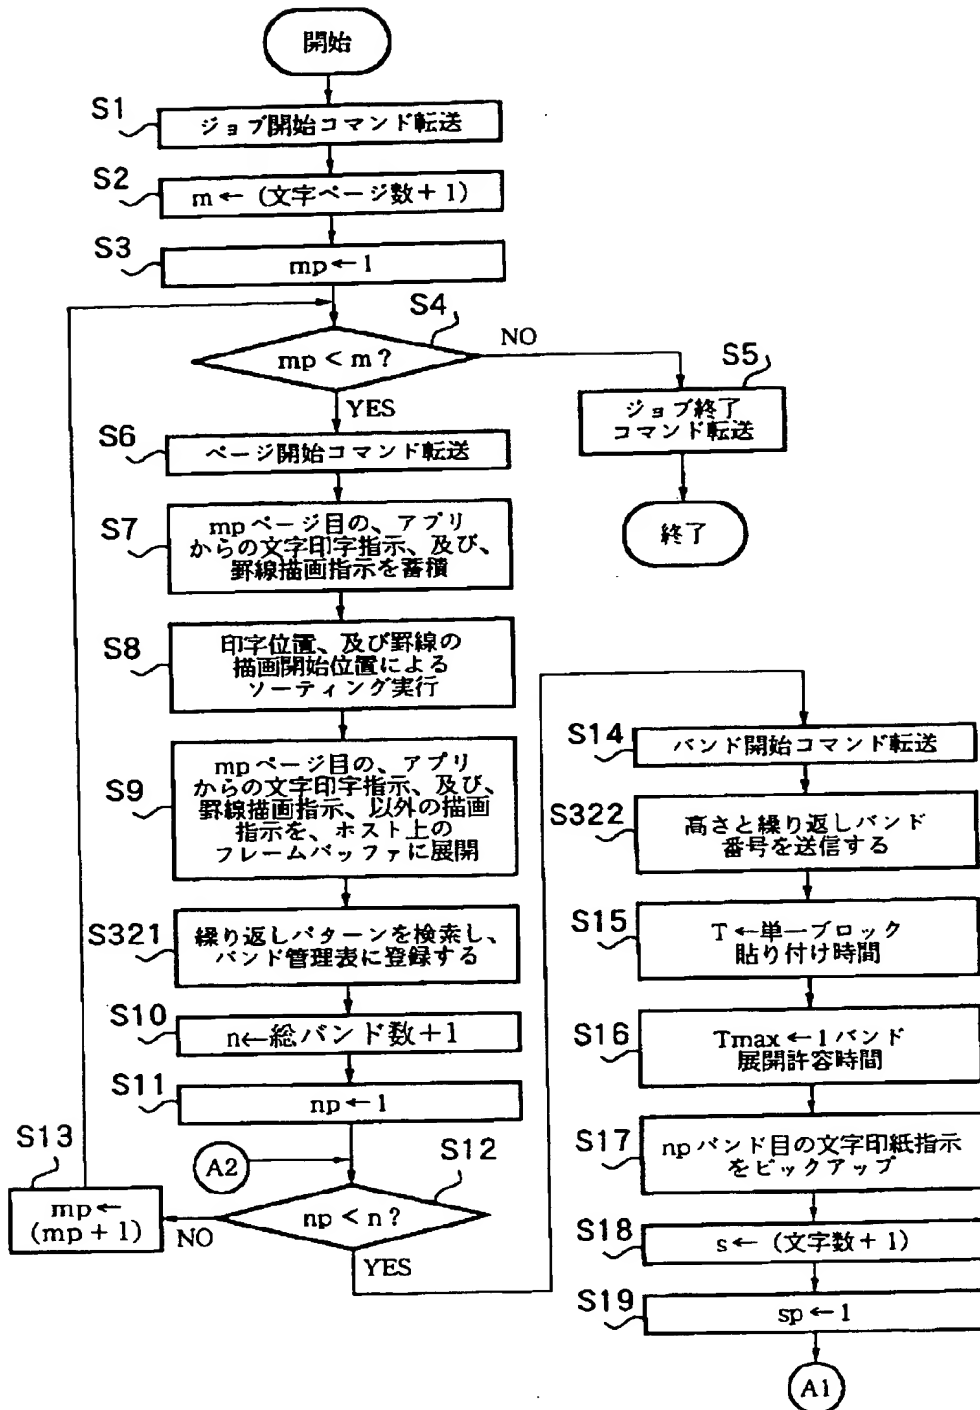 開始
S1
ジョブ開始コマンド転送
S2
m←(文字ページ数+1)
S3
mp←1
S4
mp<m?
NO
YES
S5
ジョブ終了
コマンド転送
終了
S6
ページ開始コマンド転送
S7
mpページ目の、アプリ
からの文字印字指示、及び、
罫線描画指示を蓄積
S8
印字位置、及び罫線の
描画開始位置による
ソーティング実行
S9
mpページ目の、アプリ
からの文字印字指示、及び、
罫線描画指示、以外の描画
指示を、ホスト上の
フレームバッファに展開
S321
繰り返しパターンを検索し、
バンド管理表に登録する
S10
n←総バンド数+1
S11
np←1
A2
S12
np<n?
NO
YES
S13
mp←
(mp+1)
S14
バンド開始コマンド転送
S322
高さと繰り返しバンド
番号を送信する
S15
T←単一ブロック
貼り付け時間
S16
Tmax←1バンド
展開許容時間
S17
npバンド目の文字印紙指示
をピックアップ
S18
s←(文字数+1)
S19
sp←1
A1